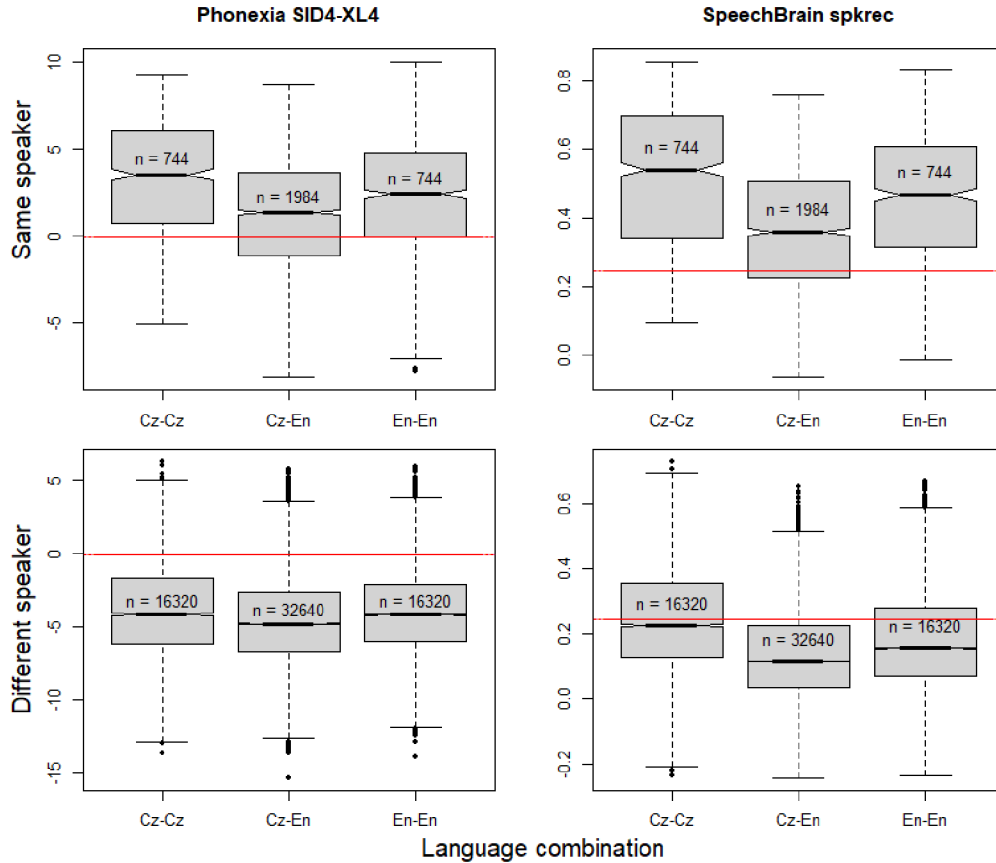 Phonexia SID4-XL4
SpeechBrain spkrec
Same speaker
10
5
0
-5
n = 744
n = 1984
n = 744
Cz-Cz
Cz-En
En-En
0.8
0.6
0.4
0.2
0.0
n = 744
n = 1984
n = 744
Cz-Cz
Cz-En
En-En
Different speaker
5
0
-5
-10
-15
n = 16320
n = 32640
n = 16320
Cz-Cz
Cz-En
En-En
0.6
0.4
0.2
0.0
-0.2
n = 16320
n = 32640
n = 16320
Cz-Cz
Cz-En
En-En
Language combination